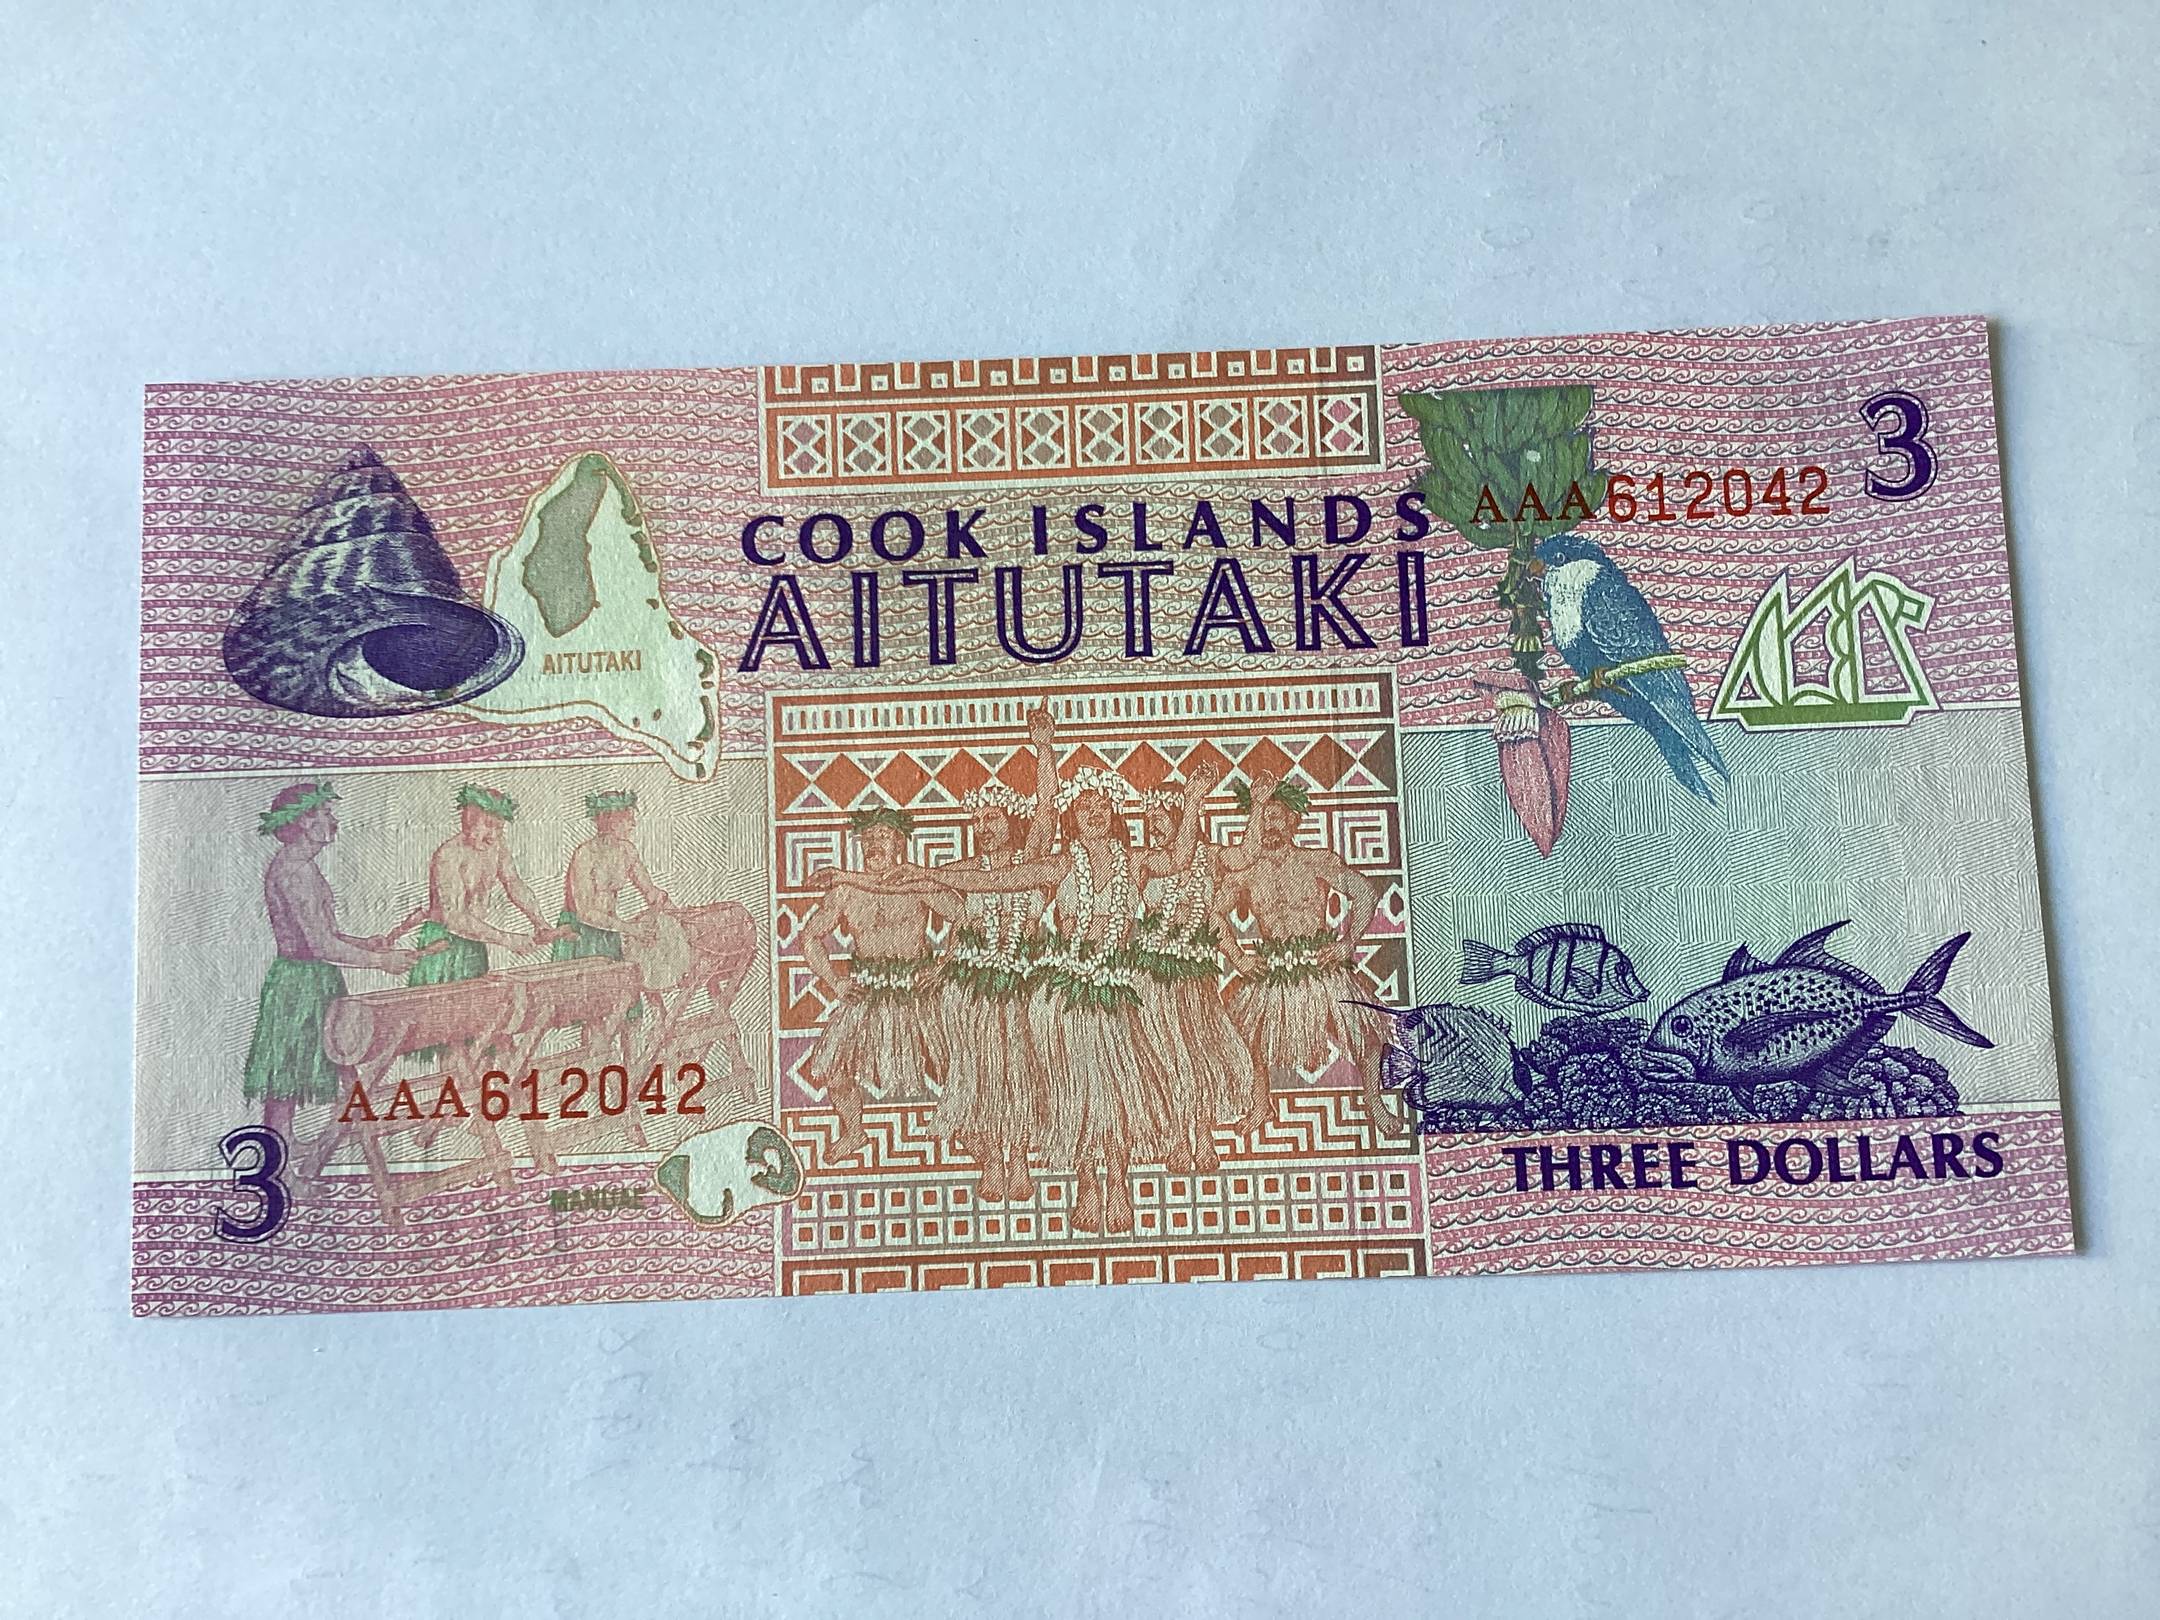 3
AAA612042
COOK ISLANDS
AITUTAKI
AITUTAKI
AAA612042
3
MANUAE
THREE DOLLARS